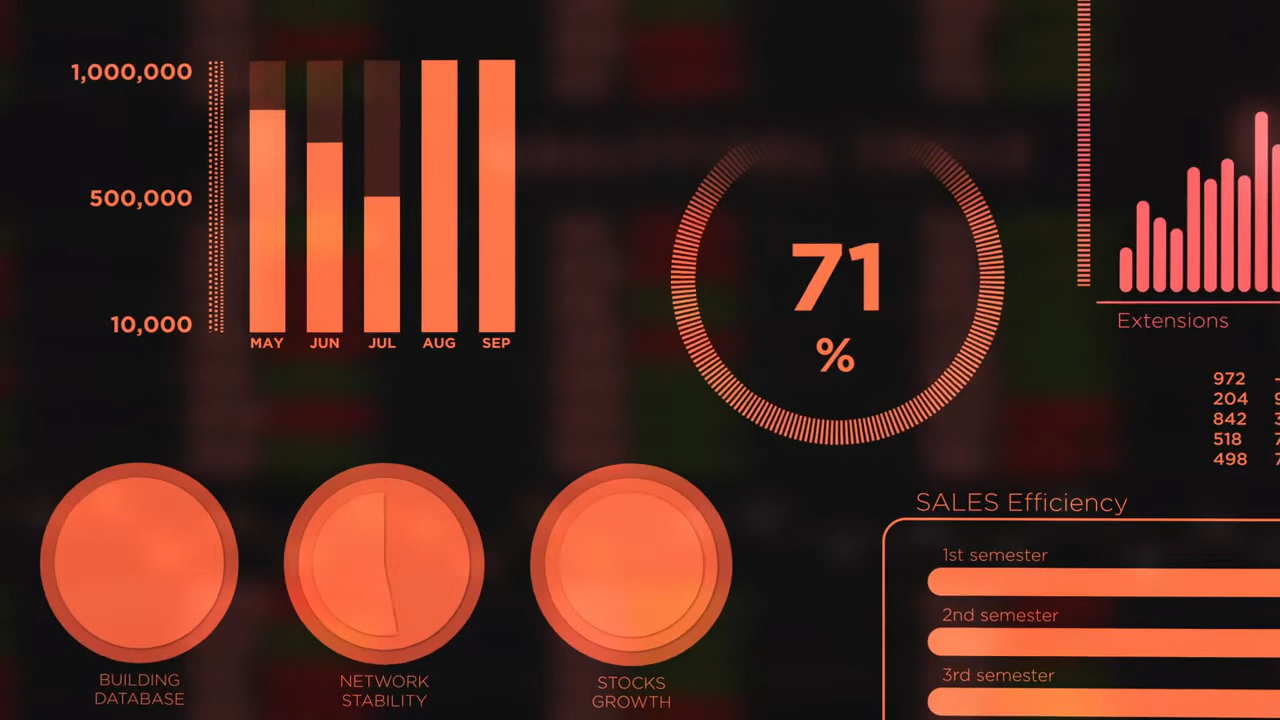 1,000,000
500,000
10,000
MAY JUN JUL AUG SEP
71
%
Extensions
972
204
842
518
498
SALES Efficiency
1st semester
2nd semester
3rd semester
BUILDING
DATABASE
NETWORK
STABILITY
STOCKS
GROWTH